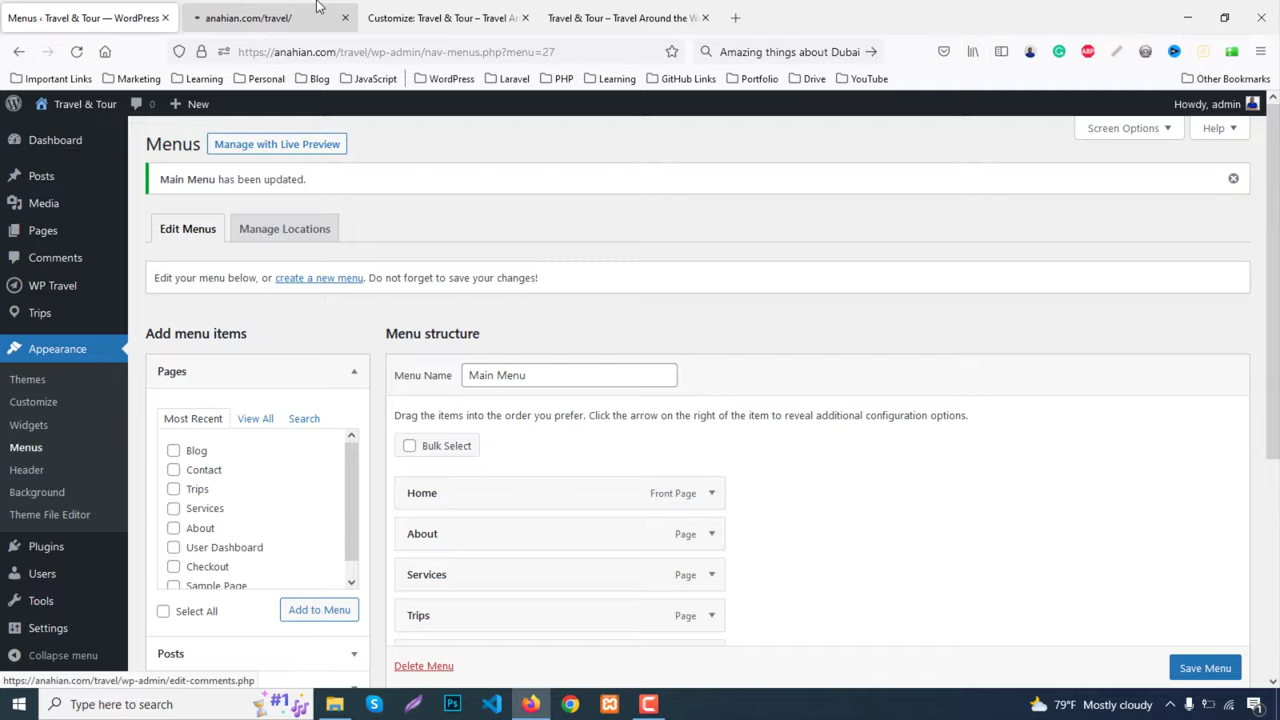 Menus ‹ Travel & Tour — WordPress
anahian.com/travel/
Customize: Travel & Tour – Travel Ar
Travel & Tour – Travel Around the W
https://anahian.com/travel/wp-admin/nav-menus.php?menu=27
Amazing things about Dubai
Important Links
Marketing
Learning
Personal
Blog
JavaScript
WordPress
Laravel
PHP
Learning
GitHub Links
Portfolio
Drive
YouTube
Other Bookmarks
Travel & Tour
0
New
Howdy, admin
Dashboard
Posts
Media
Pages
Comments
WP Travel
Trips
Appearance
Themes
Customize
Widgets
Menus
Header
Background
Theme File Editor
Plugins
Users
Tools
Settings
Collapse menu
Screen Options
Help
Menus
Manage with Live Preview
Main Menu has been updated.
Edit Menus
Manage Locations
Edit your menu below, or create a new menu. Do not forget to save your changes!
Add menu items
Pages
Most Recent
View All
Search
Blog
Contact
Trips
Services
About
User Dashboard
Checkout
Sample Page
Select All
Add to Menu
Posts
Menu structure
Menu Name
Main Menu
Drag the items into the order you prefer. Click the arrow on the right of the item to reveal additional configuration options.
Bulk Select
Home
Front Page
About
Page
Services
Page
Trips
Page
Delete Menu
Save Menu
https://anahian.com/travel/wp-admin/edit-comments.php
Type here to search
#1
79°F Mostly cloudy